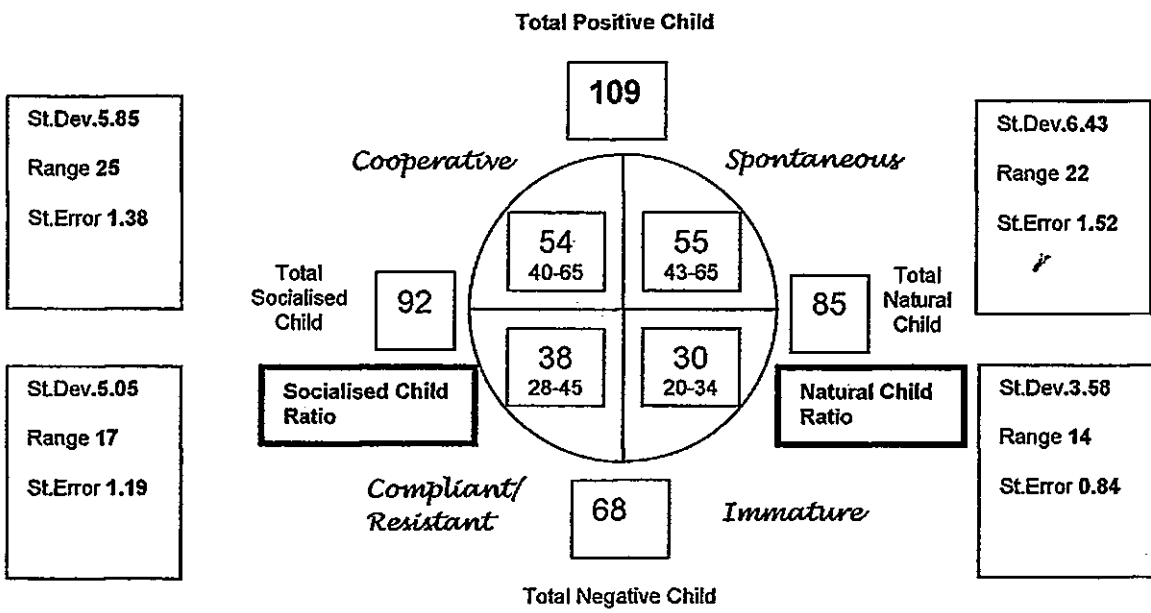 Total Positive Child
109
St.Dev.5.85
Range 25
St.Error 1.38
Cooperative
Spontaneous
St.Dev.6.43
Range 22
St.Error 1.52
54
40-65
55
43-65
Total
Socialised
Child
92
85
Total
Natural
Child
38
28-45
30
20-34
St.Dev.5.05
Range 17
St.Error 1.19
Socialised Child
Ratio
Natural Child
Ratio
St.Dev.3.58
Range 14
St.Error 0.84
Compliant/
Resistant
68
Immature
Total Negative Child